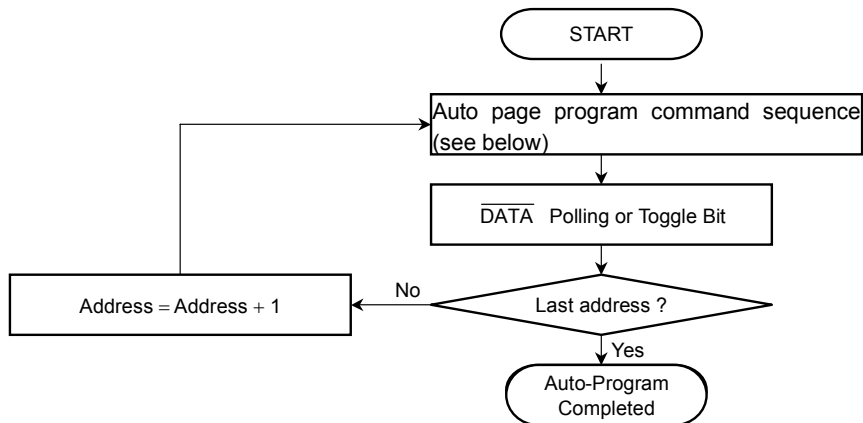 START
Auto page program command sequence
(see below)
DATA Polling or Toggle Bit
Last address ?
No
Address = Address + 1
Yes
Auto-Program
Completed